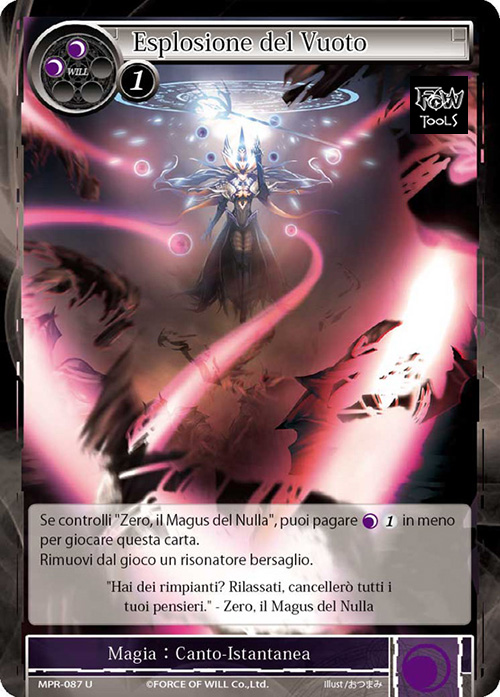 Esplosione del Vuoto
WILL
1
FOW
TOOLS
Se controlli "Zero, il Magus del Nulla", puoi pagare 1 in meno
per giocare questa carta.
Rimuovi dal gioco un risonatore bersaglio.
"Hai dei rimpianti? Rilassati, cancellerò tutti i
tuoi pensieri." - Zero, il Magus del Nulla
Magia : Canto-Istantanea
MPR-087 U ©FORCE OF WILL Co.,Ltd. Illust/おつまみ